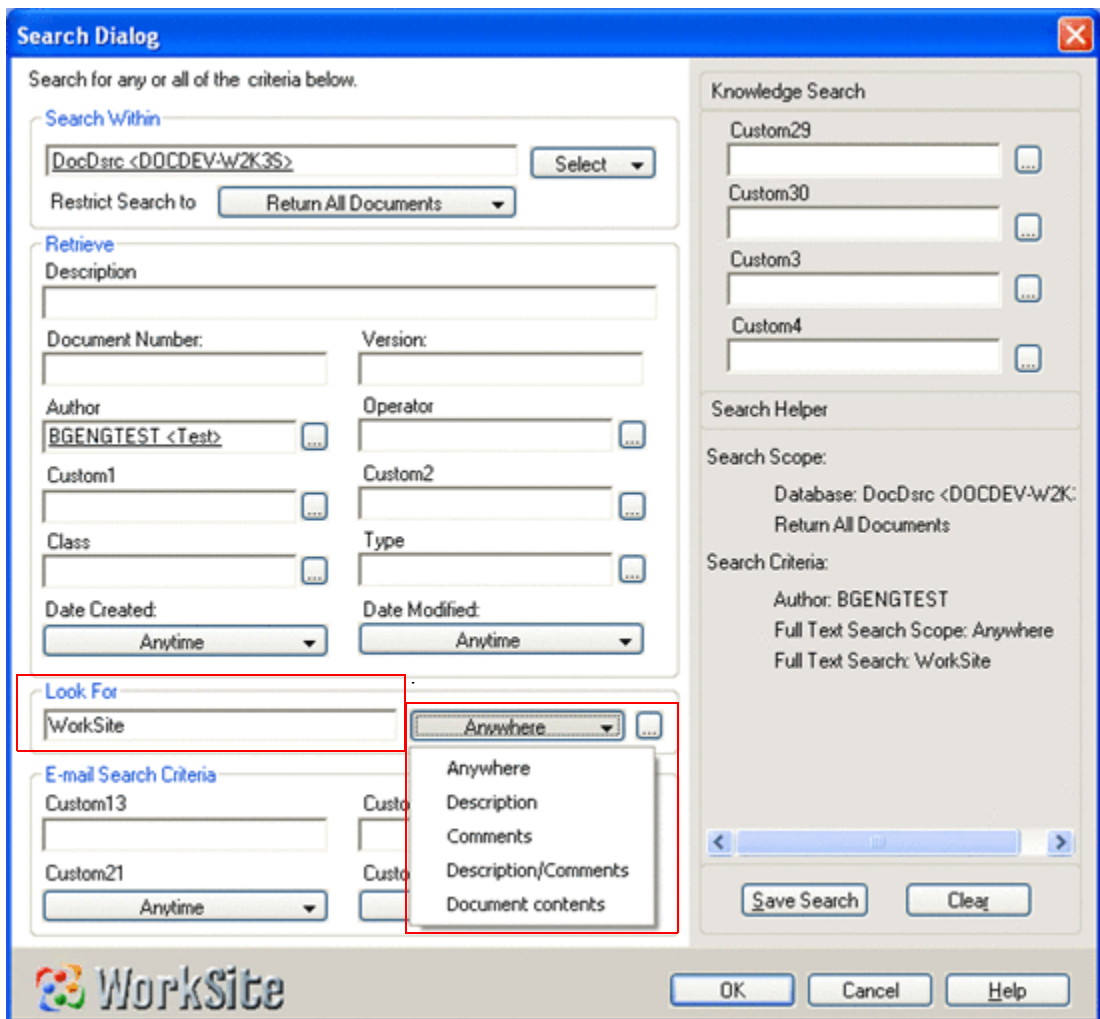 Search Dialog
Search for any or all of the criteria below.
Search Within
DocDsrc <DOCDEV-W2K3S>
Select
Restrict Search to
Return All Documents
Retrieve
Description
Document Number:
Version:
Author
Operator
BGENGTEST <Test>
...
...
Custom1
Custom2
...
...
Class
Type
...
...
Date Created:
Date Modified:
Anytime
Anytime
Look For
WorkSite
Anywhere
...
Anywhere
Description
Comments
Description/Comments
Document contents
E-mail Search Criteria
Custom13
Custo
Custom21
Custo
Anytime
Knowledge Search
Custom29
...
Custom30
...
Custom3
...
Custom4
...
Search Helper
Search Scope:
Database: DocDsrc <DOCDEV-W2K
Return All Documents
Search Criteria:
Author: BGENGTEST
Full Text Search Scope: Anywhere
Full Text Search: WorkSite
Save Search
Clear
WorkSite
OK
Cancel
Help